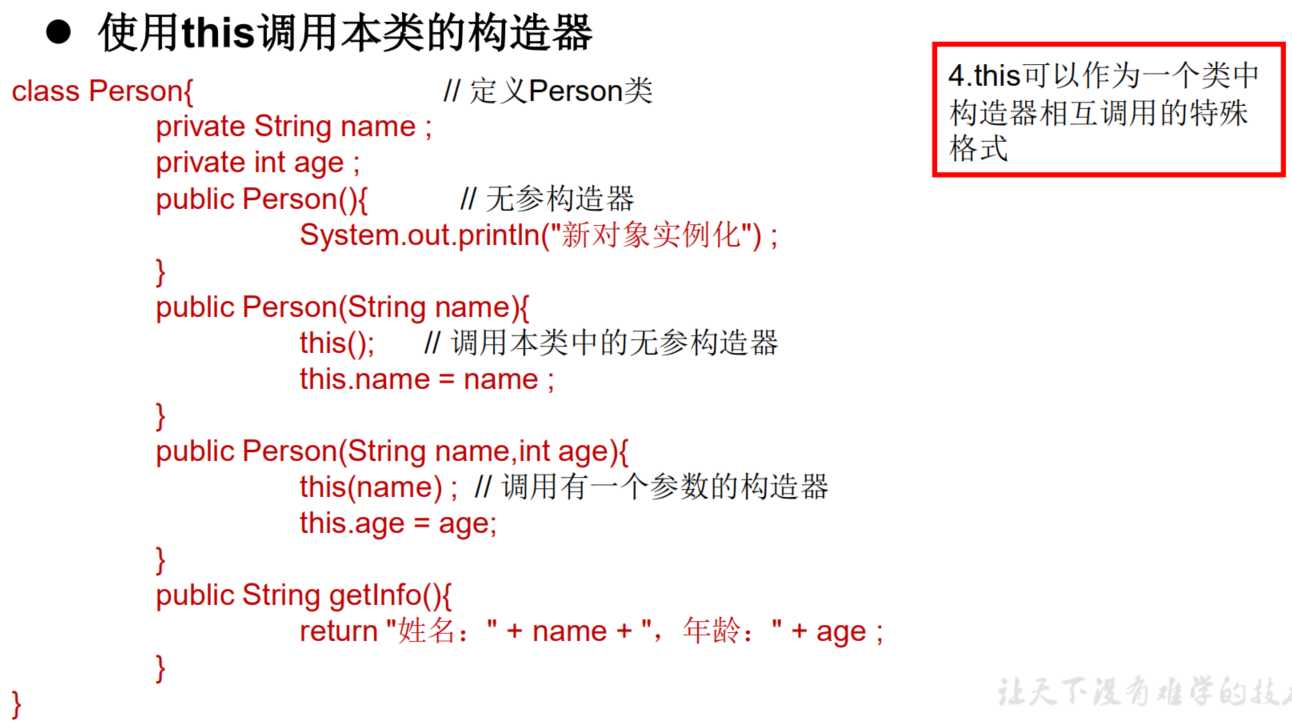 ● 使用this调用本类的构造器
class Person{ // 定义Person类
private String name ;
private int age ;
public Person(){ // 无参构造器
System.out.println("新对象实例化") ;
}
public Person(String name){
this(); // 调用本类中的无参构造器
this.name = name ;
}
public Person(String name,int age){
this(name) ; // 调用有一个参数的构造器
this.age = age;
}
public String getInfo(){
return "姓名：" + name + "，年龄：" + age ;
}
}
4.this可以作为一个类中
构造器相互调用的特殊
格式
让天下没有难学的技